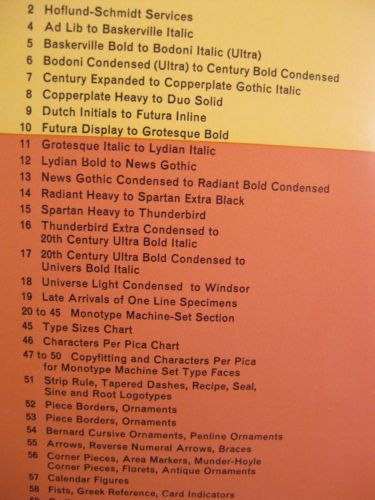 2 Hoflund-Schmidt Services
4 Ad Lib to Baskerville Italic
5 Baskerville Bold to Bodoni Italic (Ultra)
6 Bodoni Condensed (Ultra) to Century Bold Condensed
7 Century Expanded to Copperplate Gothic Italic
8 Copperplate Heavy to Duo Solid
9 Dutch Initials to Futura Inline
10 Futura Display to Grotesque Bold
11 Grotesque Italic to Lydian Italic
12 Lydian Bold to News Gothic
13 News Gothic Condensed to Radiant Bold Condensed
14 Radiant Heavy to Spartan Extra Black
15 Spartan Heavy to Thunderbird
16 Thunderbird Extra Condensed to
20th Century Ultra Bold Italic
17 20th Century Ultra Bold Condensed to
Univers Bold Italic
18 Universe Light Condensed to Windsor
19 Late Arrivals of One Line Specimens
20 to 45 Monotype Machine-Set Section
45 Type Sizes Chart
46 Characters Per Pica Chart
47 to 50 Copyfitting and Characters Per Pica
for Monotype Machine Set Type Faces
51 Strip Rule, Tapered Dashes, Recipe, Seal,
Sine and Root Logotypes
52 Piece Borders, Ornaments
53 Piece Borders, Ornaments
54 Bernard Cursive Ornaments, Penline Ornaments
55 Arrows, Reverse Numeral Arrows, Braces
56 Corner Pieces, Area Markers, Munder-Hoyle
Corner Pieces, Florets, Antique Ornaments
57 Calendar Figures
58 Fists, Greek Reference, Card Indicators